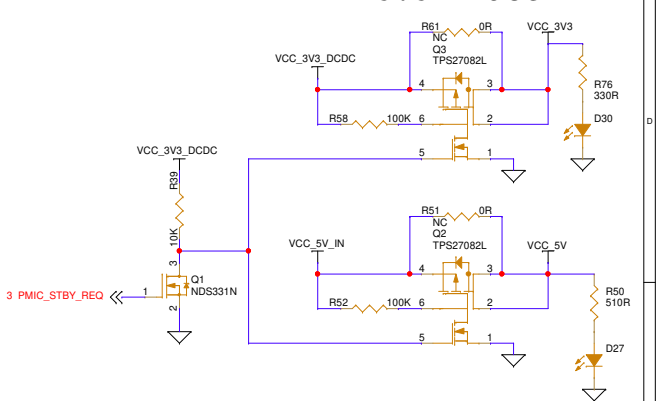 R61 0R
NC
Q3
TPS27082L
VCC_3V3
VCC_3V3_DCDC
4 3
R58 100K 6 2
5 1
R76
330R
D30
D
VCC_3V3_DCDC
R39
10K
3
Q1
NDS331N
3 PMIC_STBY_REQ 1
2
R51 0R
NC
Q2
TPS27082L
VCC_5V_IN
VCC_5V
4 3
R52 100K 6 2
5 1
R50
510R
D27